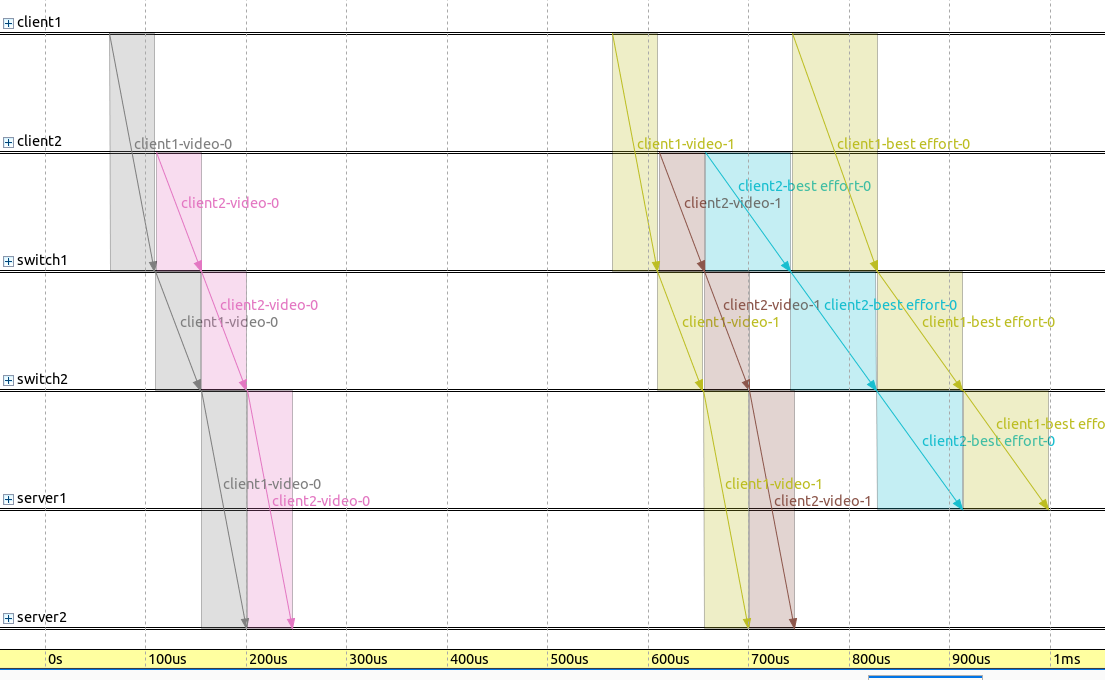 client1
client2
client1-video-0
client1-video-1
client1-best effort-0
client2-best effort-0
client2-video-0
client2-video-1
switch1
client2-video-0
client2-video-1
client2-best effort-0
client1-video-0
client1-video-1
client1-best effort-0
switch2
client1-best effo
client2-best effort-0
client1-video-0
client1-video-1
server1
client2-video-0
client2-video-1
server2
0s 100us 200us 300us 400us 500us 600us 700us 800us 900us 1ms